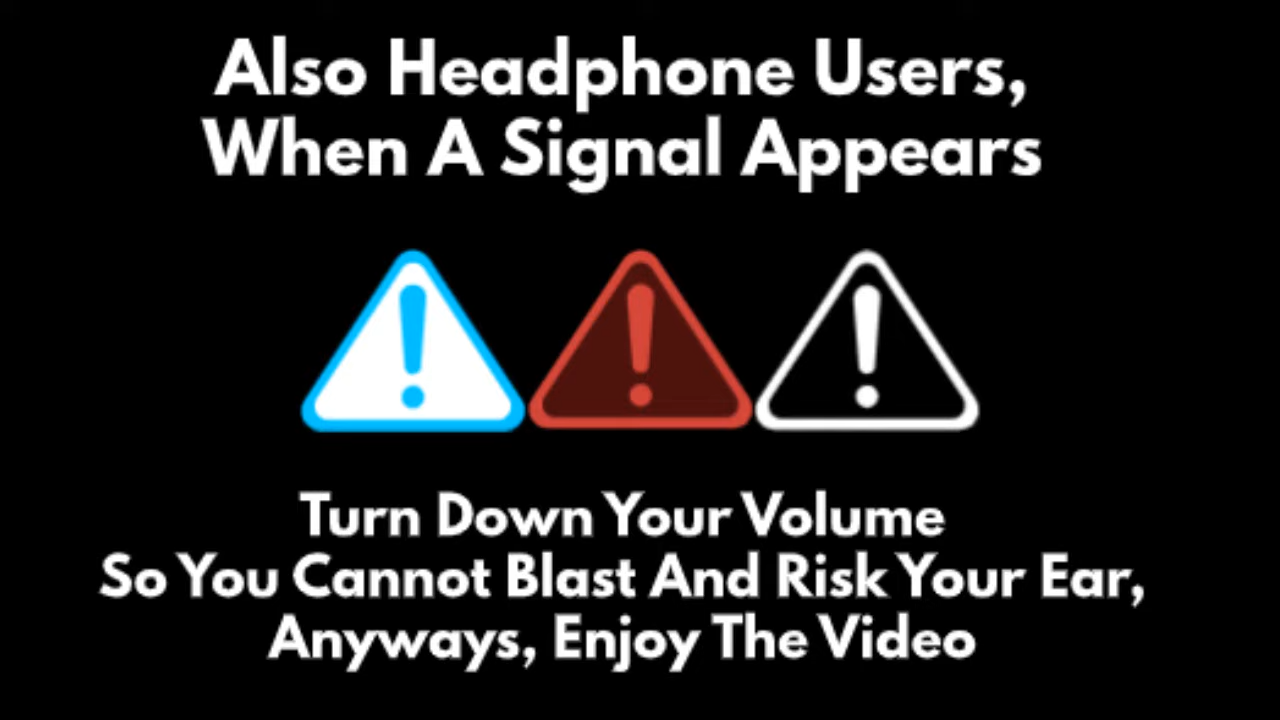 Also Headphone Users,
When A Signal Appears
Turn Down Your Volume
So You Cannot Blast And Risk Your Ear,
Anyways, Enjoy The Video